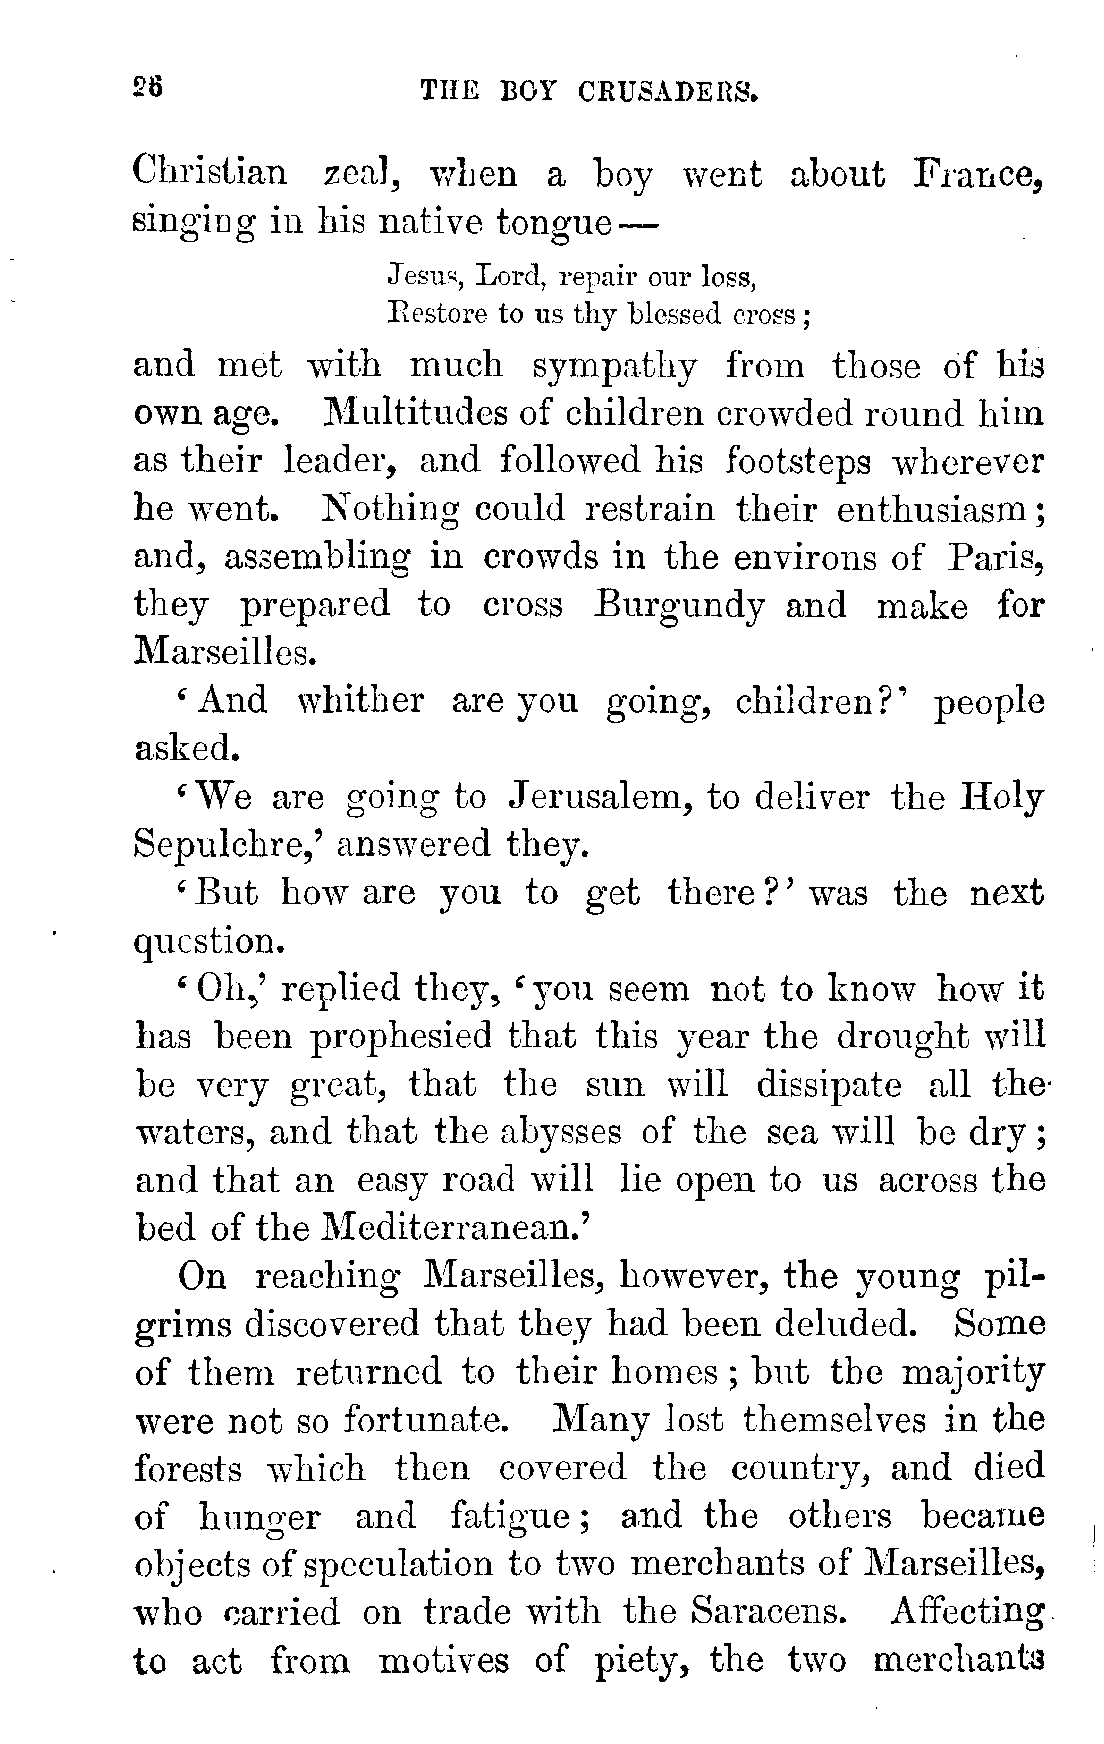 26 THE BOY CRUSADERS.
Christian zeal, when a boy went about France,
singing in his native tongue—
Jesus, Lord, repair our loss,
Restore to us thy blessed cross;
and met with much sympathy from those of his
own age. Multitudes of children crowded round him
as their leader, and followed his footsteps wherever
he went. Nothing could restrain their enthusiasm;
and, assembling in crowds in the environs of Paris,
they prepared to cross Burgundy and make for
Marseilles.
‘And whither are you going, children?’ people
asked.
‘We are going to Jerusalem, to deliver the Holy
Sepulchre,’ answered they.
‘But how are you to get there?’ was the next
question.
‘Oh,’ replied they, ‘you seem not to know how it
has been prophesied that this year the drought will
be very great, that the sun will dissipate all the
waters, and that the abysses of the sea will be dry;
and that an easy road will lie open to us across the
bed of the Mediterranean.’
On reaching Marseilles, however, the young pil-
grims discovered that they had been deluded. Some
of them returned to their homes; but the majority
were not so fortunate. Many lost themselves in the
forests which then covered the country, and died
of hunger and fatigue; and the others became
objects of speculation to two merchants of Marseilles,
who carried on trade with the Saracens. Affecting
to act from motives of piety, the two merchants